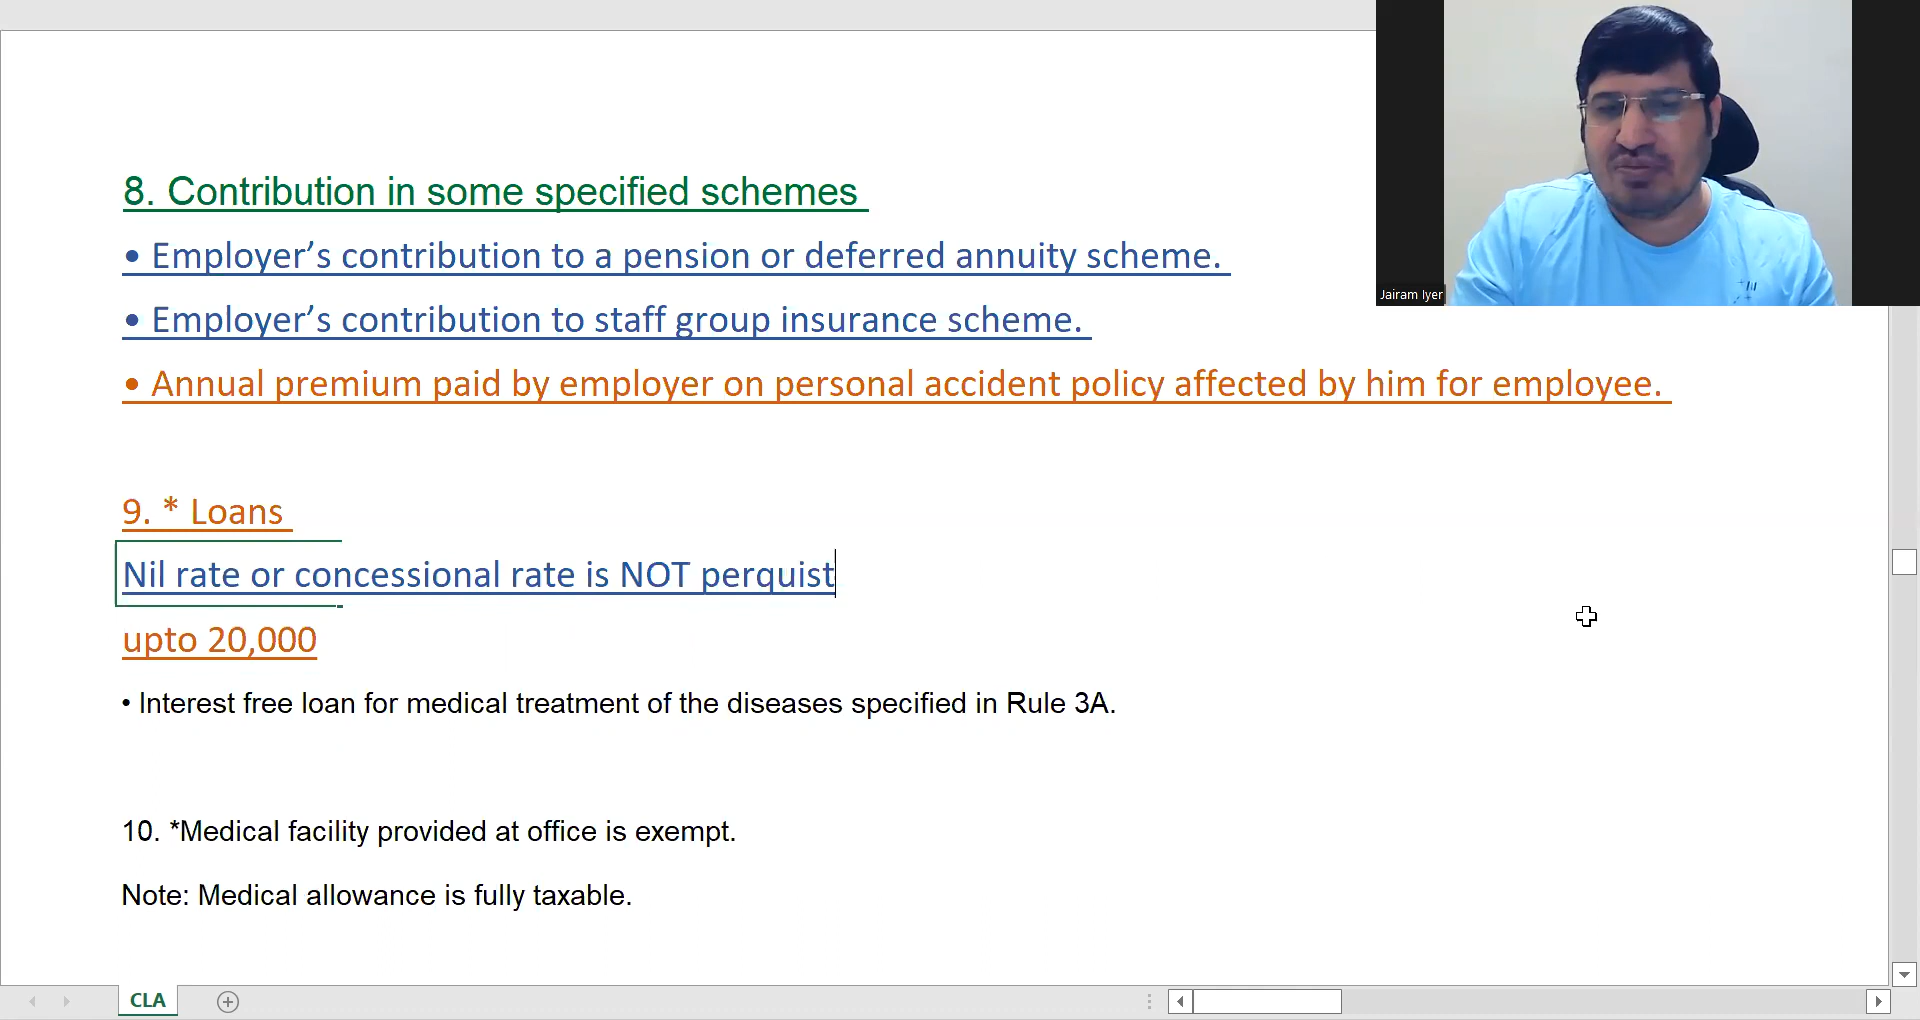 8. Contribution in some specified schemes
• Employer’s contribution to a pension or deferred annuity scheme.
• Employer’s contribution to staff group insurance scheme.
• Annual premium paid by employer on personal accident policy affected by him for employee.
Jairam Iyer
9. * Loans
Nil rate or concessional rate is NOT perquist
upto 20,000
• Interest free loan for medical treatment of the diseases specified in Rule 3A.
10. *Medical facility provided at office is exempt.
Note: Medical allowance is fully taxable.
CLA